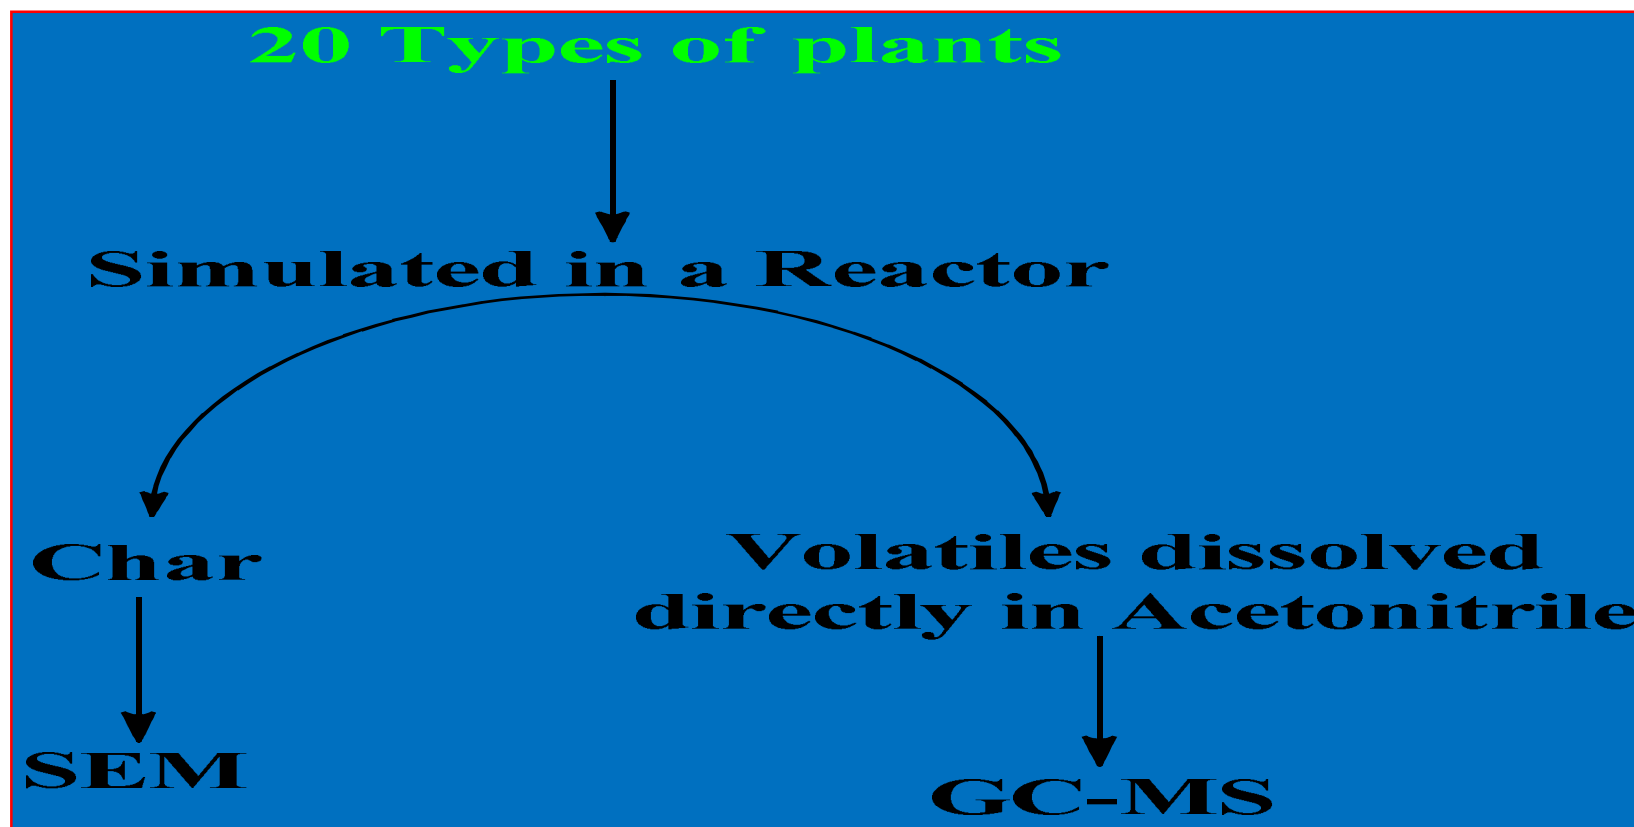 20 Types of plants
Simulated in a Reactor
Char
Volatiles dissolved
directly in Acetonitrile
SEM
GC-MS